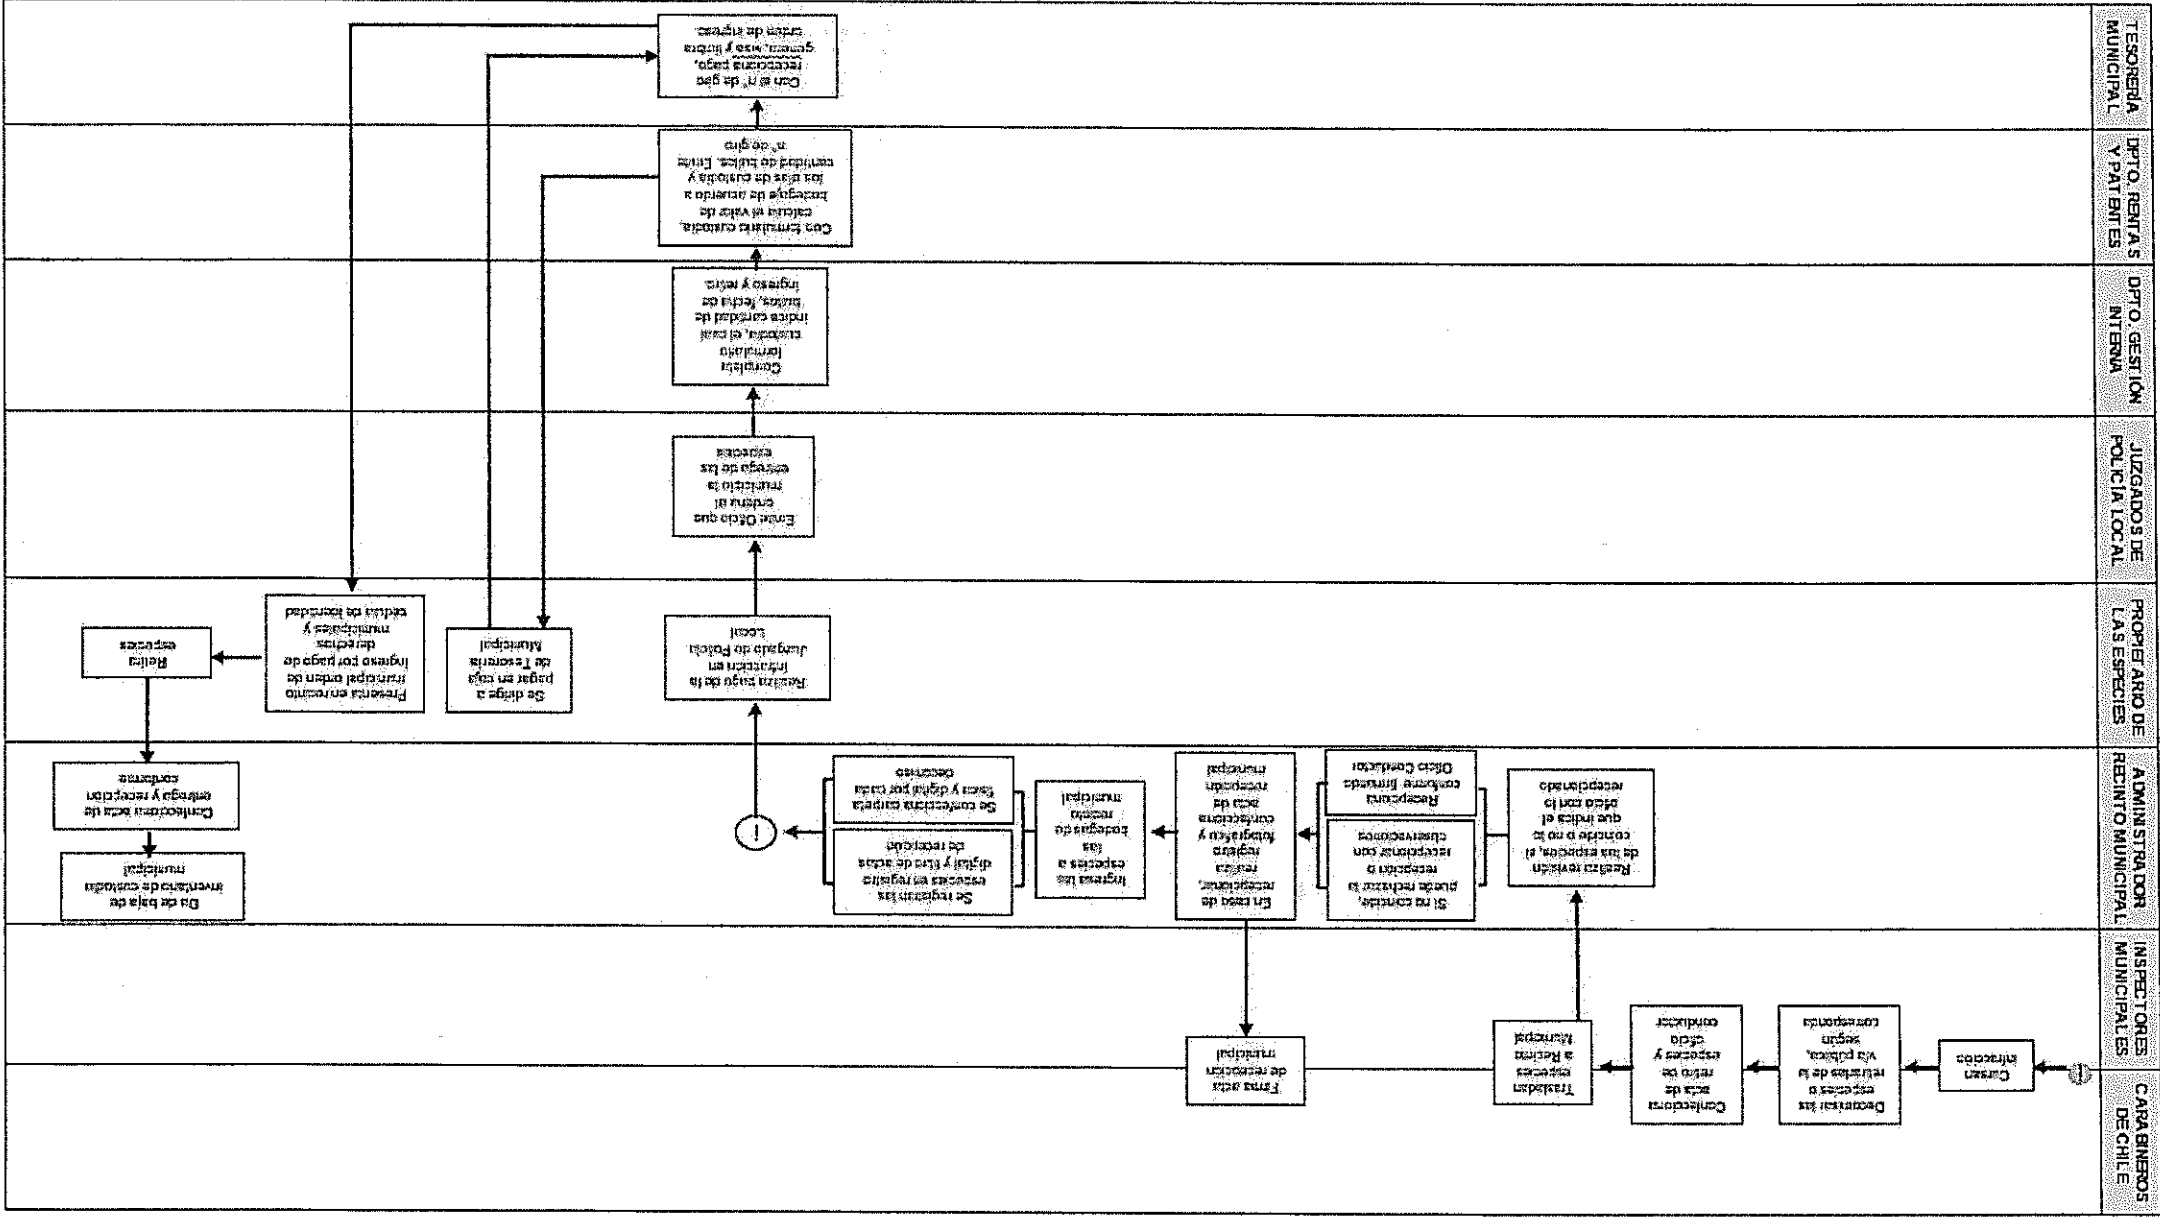 CARABINEROS
DE CHILE
INSPECTORES
MUNICIPALES
ADMINISTRADOR
RECINTO MUNICIPAL
PROPIETARIO DE
LAS ESPECIES
JUZGADOS DE
POLICÍA LOCAL
DPTO. GESTIÓN
INTERNA
DPTO. RENTAS
Y PATENTES
TESORERÍA
MUNICIPAL
Cursan
infracción
Decomisar las
especies o
retirarlas de la
vía pública,
según
corresponda
Confeccionar
acta de
retiro de
especies y
oficio
conductor
Trasladan
especies
a Recinto
Municipal
Realiza revisión
de las especies, si
coincide o no lo
que indica el
oficio con lo
recepcionado
Si no coincide,
puede rechazar la
recepción o
recepcionar con
observaciones
Recepciona
conforme firmando
Oficio Conductor
En caso de
recepcionar,
realiza
registro
fotográfico y
confecciona
acta de
recepción
municipal
Firma acta
de recepción
municipal
Ingresa las
especies a
las
bodegas del
recinto
municipal
Se registran las
especies en registro
digital y libro de actas
de recepción
Se confecciona carpeta
física y digital por cada
decomiso
1
Realiza pago de la
infracción en
Juzgado de Policía
Local
Emite Oficio que
ordena al
municipio la
entrega de las
especies
Completa
formulario
custodia, el cual
indica cantidad de
bultos, fecha de
ingreso y retiro.
Con formulario custodia,
calcula el valor de
bodegaje de acuerdo a
los días de custodia y
cantidad de bultos. Emite
n° de giro
Se dirige a
pagar en caja
de Tesorería
Municipal
Con el n° de giro
recepciona pago,
genera, visa y timbra
orden de ingreso.
Presenta en recinto
municipal orden de
ingreso por pago de
derechos
municipales y
cédula de identidad
Retira
especies
Confecciona acta de
entrega y recepción
conforme
Da de baja de
inventario de custodia
municipal